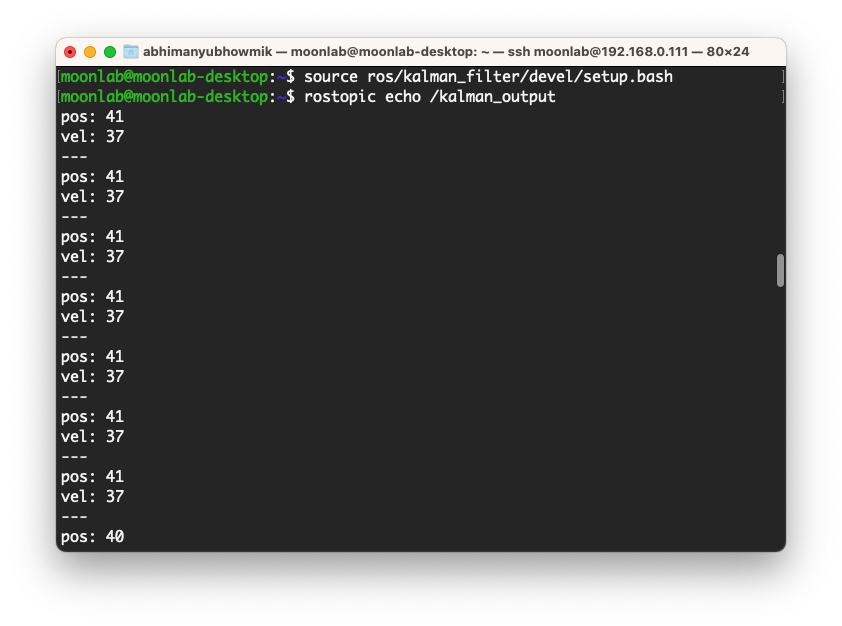 abhimanyubhowmik — moonlab@moonlab-desktop: ~ — ssh moonlab@192.168.0.111 — 80×24
[moonlab@moonlab-desktop:~$ source ros/kalman_filter/devel/setup.bash ]
[moonlab@moonlab-desktop:~$ rostopic echo /kalman_output ]
pos: 41
vel: 37
---
pos: 41
vel: 37
---
pos: 41
vel: 37
---
pos: 41
vel: 37
---
pos: 41
vel: 37
---
pos: 41
vel: 37
---
pos: 41
vel: 37
---
pos: 40